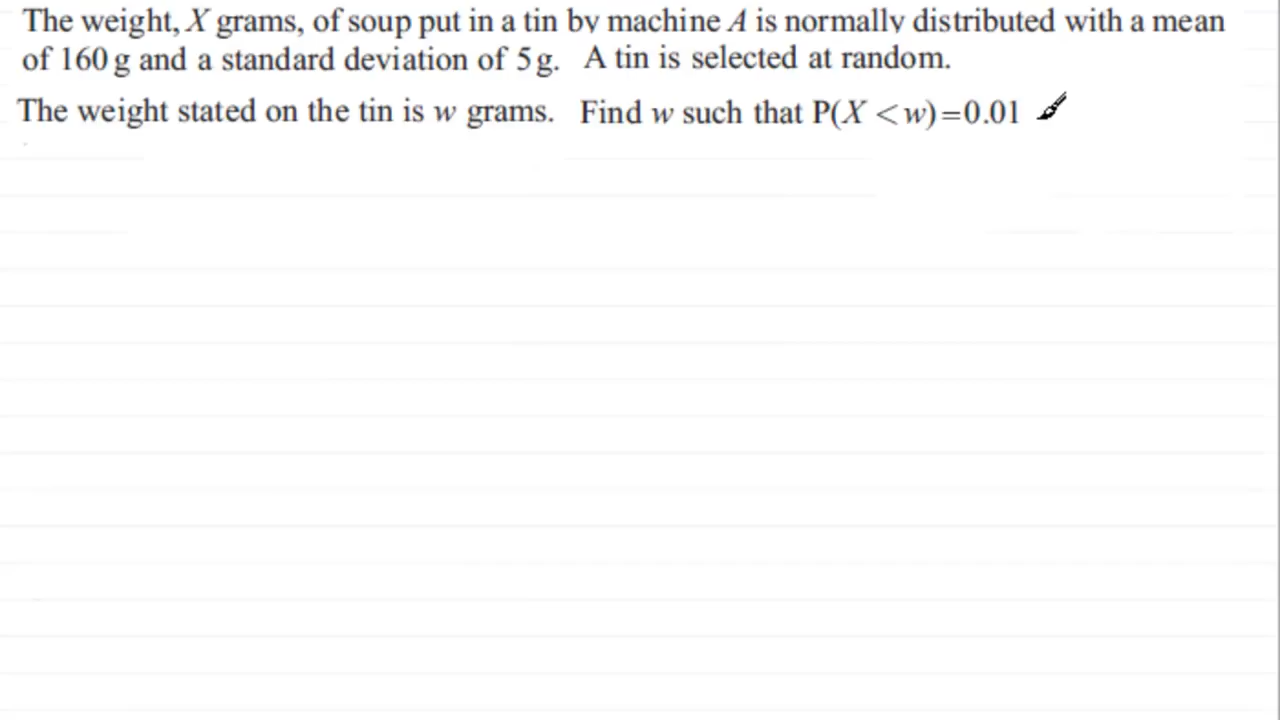 The weight, X grams, of soup put in a tin by machine A is normally distributed with a mean
of 160 g and a standard deviation of 5 g. A tin is selected at random.
The weight stated on the tin is w grams. Find w such that P(X < w)=0.01